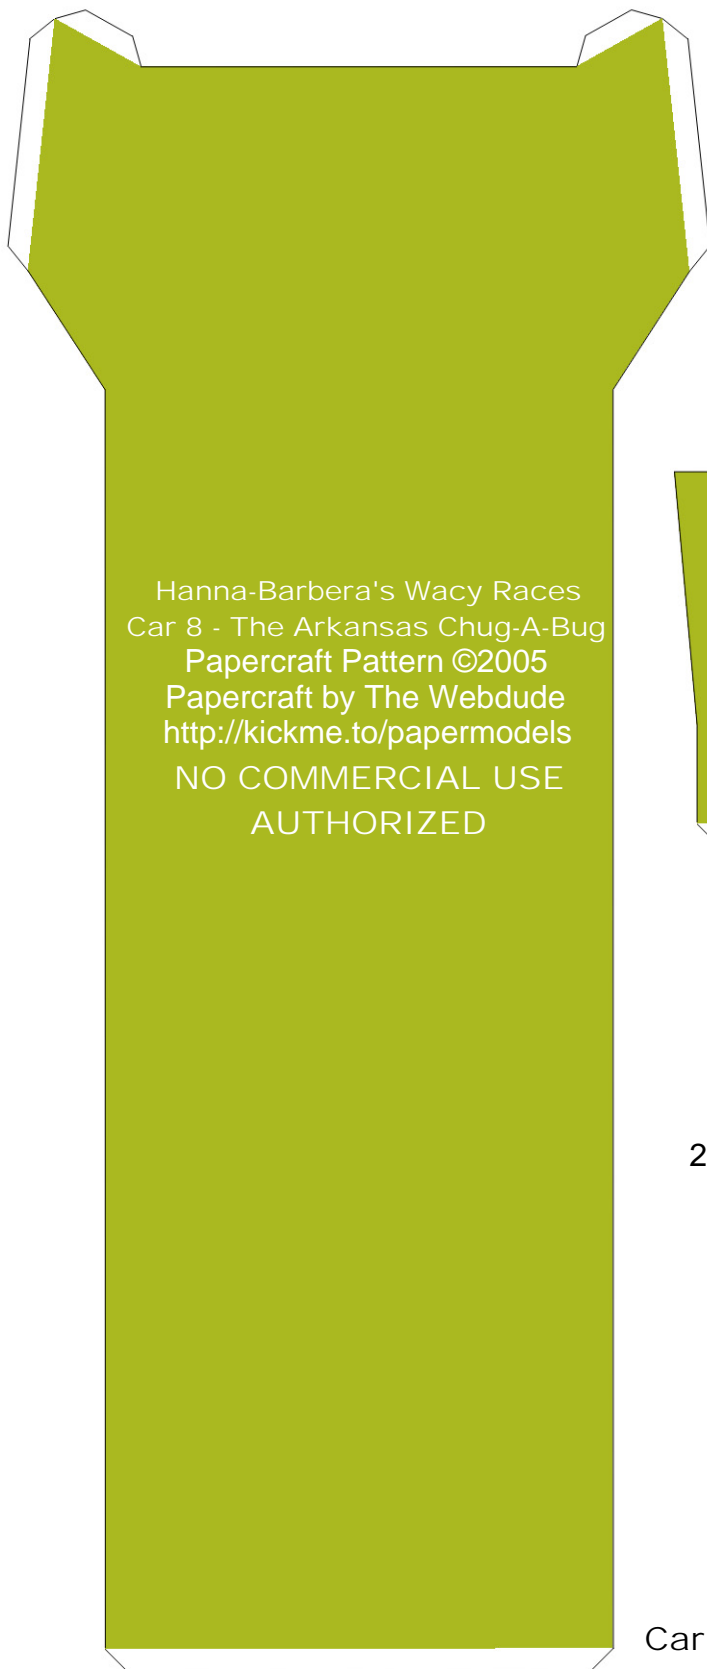 Hanna-Barbera's Wacy Races
Car 8 - The Arkansas Chug-A-Bug
Papercraft Pattern ©2005
Papercraft by The Webdude
http://kickme.to/papermodels
NO COMMERCIAL USE
AUTHORIZED
2
Car